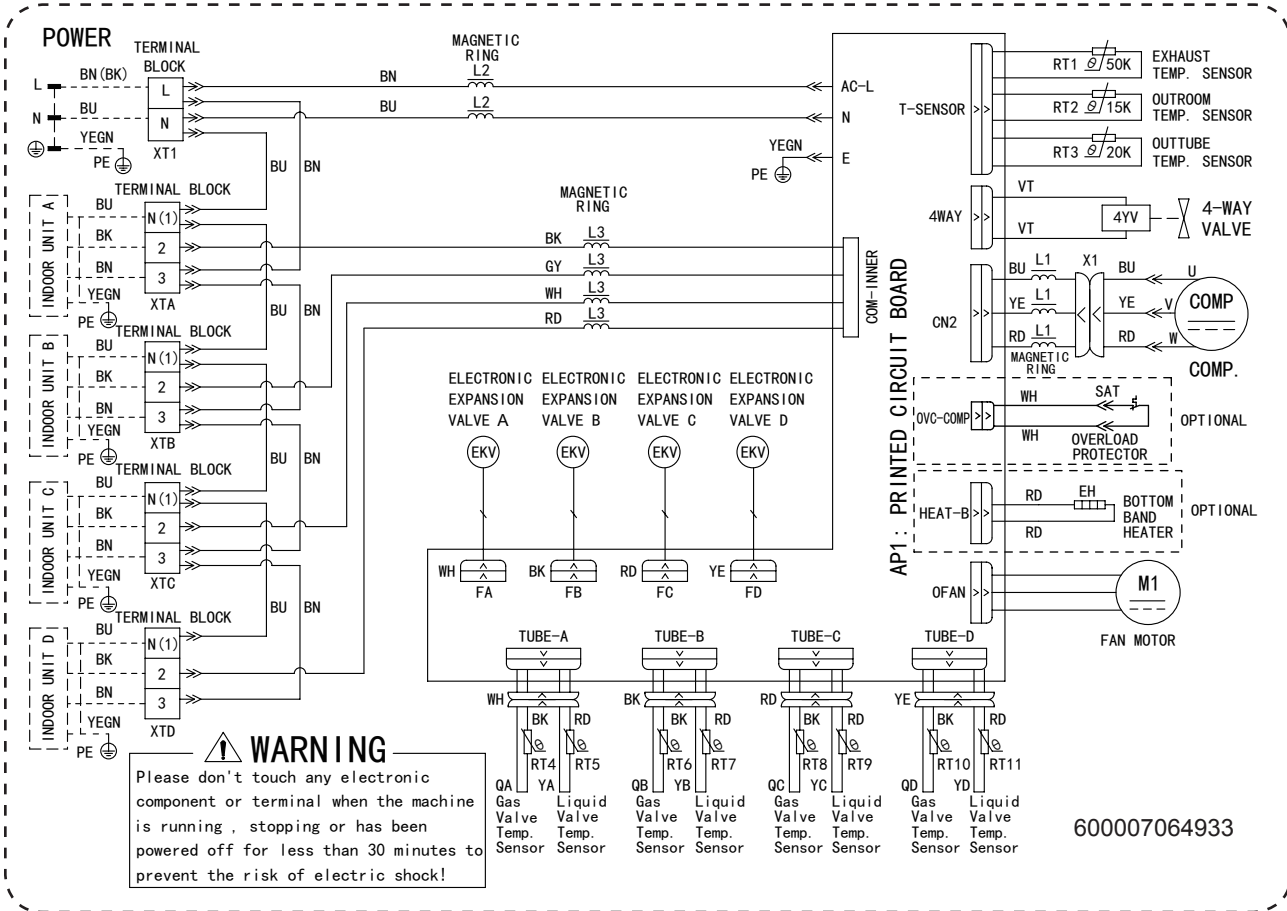 POWER
TERMINAL
BLOCK
MAGNETIC
RING
L
BN(BK)
L
BN
L2
AC-L
N
BU
N
BU
L2
N
YEGN
PE
XT1
YEGN
PE
E
BU
BN
INDOOR UNIT A
TERMINAL BLOCK
BU
N(1)
BK
2
BN
3
YEGN
PE
XTA
BU
BN
INDOOR UNIT B
TERMINAL BLOCK
BU
N(1)
BK
2
BN
3
YEGN
PE
XTB
BU
BN
INDOOR UNIT C
TERMINAL BLOCK
BU
N(1)
BK
2
BN
3
YEGN
PE
XTC
BU
BN
INDOOR UNIT D
TERMINAL BLOCK
BU
N(1)
BK
2
BN
3
YEGN
PE
XTD
MAGNETIC
RING
BK
L3
GY
L3
WH
L3
RD
L3
COM-INNER
AP1: PRINTED CIRCUIT BOARD
ELECTRONIC
EXPANSION
VALVE A
EKV
WH
FA
ELECTRONIC
EXPANSION
VALVE B
EKV
BK
FB
ELECTRONIC
EXPANSION
VALVE C
EKV
RD
FC
ELECTRONIC
EXPANSION
VALVE D
EKV
YE
FD
T-SENSOR
RT1 θ 50K
EXHAUST
TEMP. SENSOR
RT2 θ 15K
OUTROOM
TEMP. SENSOR
RT3 θ 20K
OUTTUBE
TEMP. SENSOR
4WAY
VT
VT
4YV
4-WAY
VALVE
CN2
BU
L1
X1
BU
U
YE
L1
YE
V
RD
L1
RD
W
MAGNETIC
RING
COMP
COMP.
OVC-COMP
WH
SAT
WH
OVERLOAD
PROTECTOR
OPTIONAL
HEAT-B
RD
EH
RD
BOTTOM
BAND
HEATER
OPTIONAL
OFAN
M1
FAN MOTOR
TUBE-A
WH
BK
RD
θ
θ
RT4
RT5
QA
YA
Gas
Valve
Temp.
Sensor
Liquid
Valve
Temp.
Sensor
TUBE-B
BK
BK
RD
θ
θ
RT6
RT7
QB
YB
Gas
Valve
Temp.
Sensor
Liquid
Valve
Temp.
Sensor
TUBE-C
RD
BK
RD
θ
θ
RT8
RT9
QC
YC
Gas
Valve
Temp.
Sensor
Liquid
Valve
Temp.
Sensor
TUBE-D
YE
BK
RD
θ
θ
RT10
RT11
QD
YD
Gas
Valve
Temp.
Sensor
Liquid
Valve
Temp.
Sensor
WARNING
Please don't touch any electronic
component or terminal when the machine
is running , stopping or has been
powered off for less than 30 minutes to
prevent the risk of electric shock!
600007064933